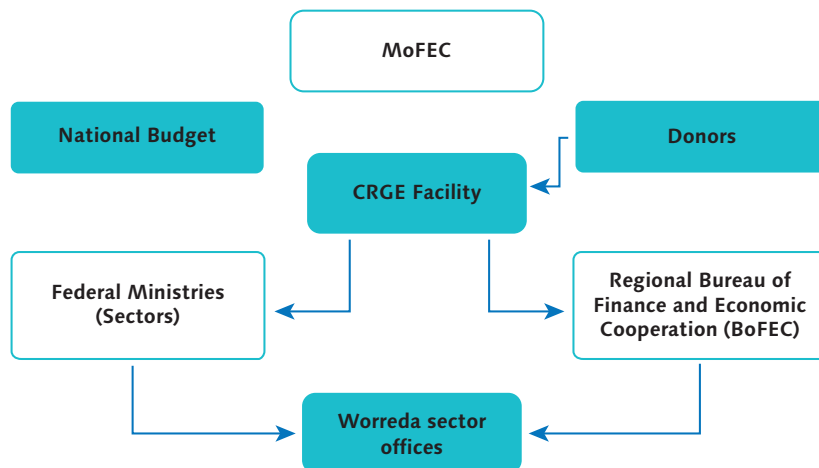 MoFEC
National Budget
Donors
CRGE Facility
Federal Ministries
(Sectors)
Regional Bureau of
Finance and Economic
Cooperation (BoFEC)
Worreda sector
offices